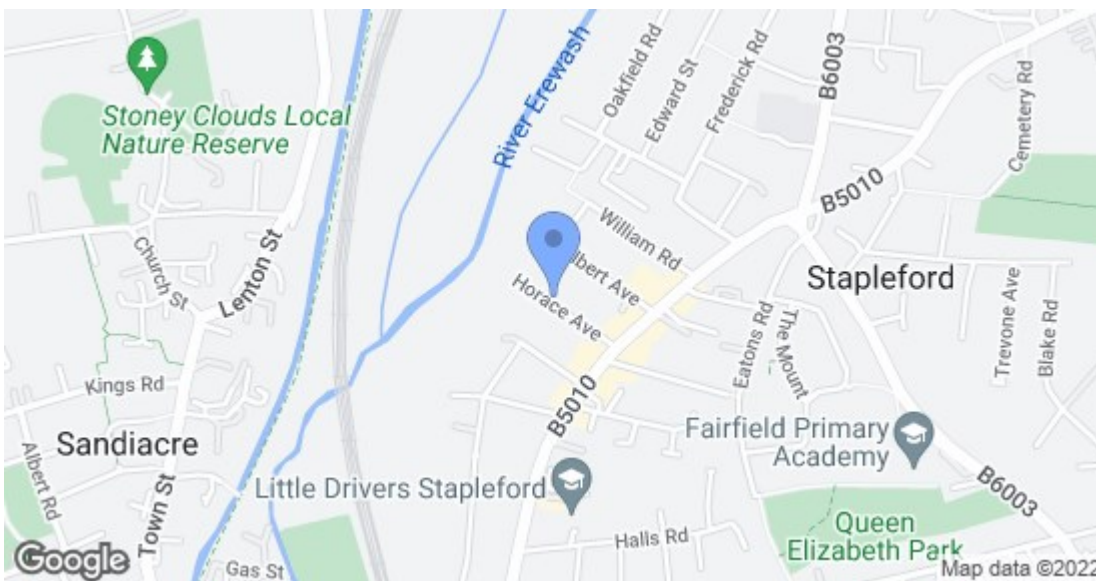 Oakfield Rd
Edward St
Frederick Rd
B6003
Cemetery Rd
River Erewash
Stoney Clouds Local
Nature Reserve
B5010
William Rd
Church St
Lenton St
lbert Ave
Stapleford
Horace Ave
Trevone Ave
Blake Rd
Eatons Rd
The Mount
Kings Rd
B5010
Fairfield Primary
Academy
Sandiacre
Albert Rd
Town St
Little Drivers Stapleford
B6003
Halls Rd
Queen
Elizabeth Park
Google
Gas St
Map data ©2022